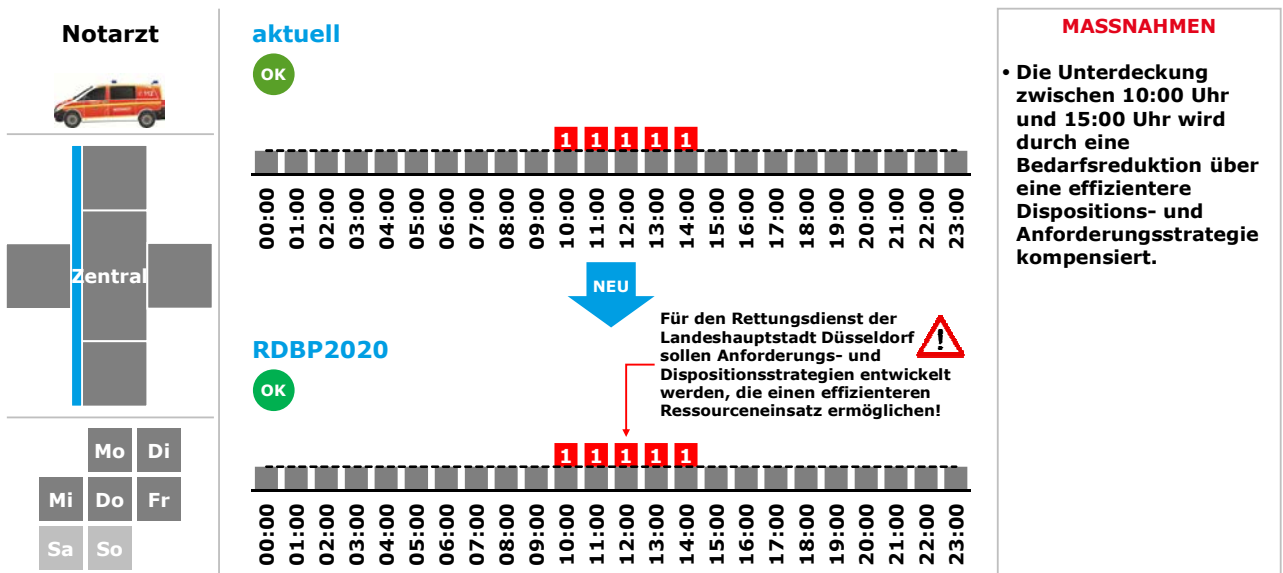 Notarzt
Zentral
Mo Di
Mi Do Fr
Sa So
aktuell
OK
1 1 1 1 1
00:00 01:00 02:00 03:00 04:00 05:00 06:00 07:00 08:00 09:00 10:00 11:00 12:00 13:00 14:00 15:00 16:00 17:00 18:00 19:00 20:00 21:00 22:00 23:00
NEU
RDBP2020
OK
Für den Rettungsdienst der
Landeshauptstadt Düsseldorf
sollen Anforderungs- und
Dispositionsstrategien entwickelt
werden, die einen effizienteren
Ressourceneinsatz ermöglichen!
!
1 1 1 1 1
00:00 01:00 02:00 03:00 04:00 05:00 06:00 07:00 08:00 09:00 10:00 11:00 12:00 13:00 14:00 15:00 16:00 17:00 18:00 19:00 20:00 21:00 22:00 23:00
MASSNAHMEN
• Die Unterdeckung
zwischen 10:00 Uhr
und 15:00 Uhr wird
durch eine
Bedarfsreduktion über
eine effizientere
Dispositions- und
Anforderungsstrategie
kompensiert.